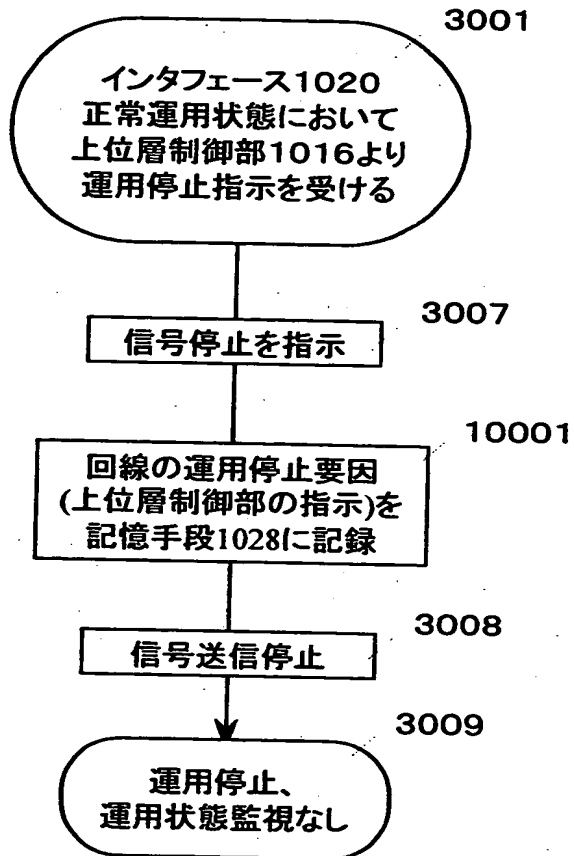 3001
インタフェース1020
正常運用状態において
上位層制御部1016より
運用停止指示を受ける
3007
信号停止を指示
10001
回線の運用停止要因
(上位層制御部の指示)を
記憶手段1028に記録
3008
信号送信停止
3009
運用停止、
運用状態監視なし